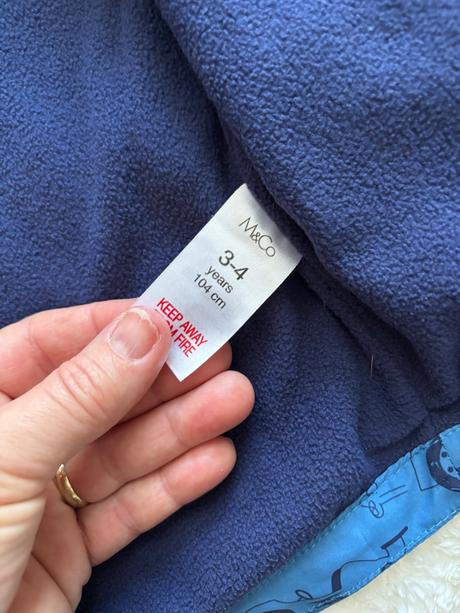 M&Co
3-4
years
104 cm
KEEP AWAY
FIRE